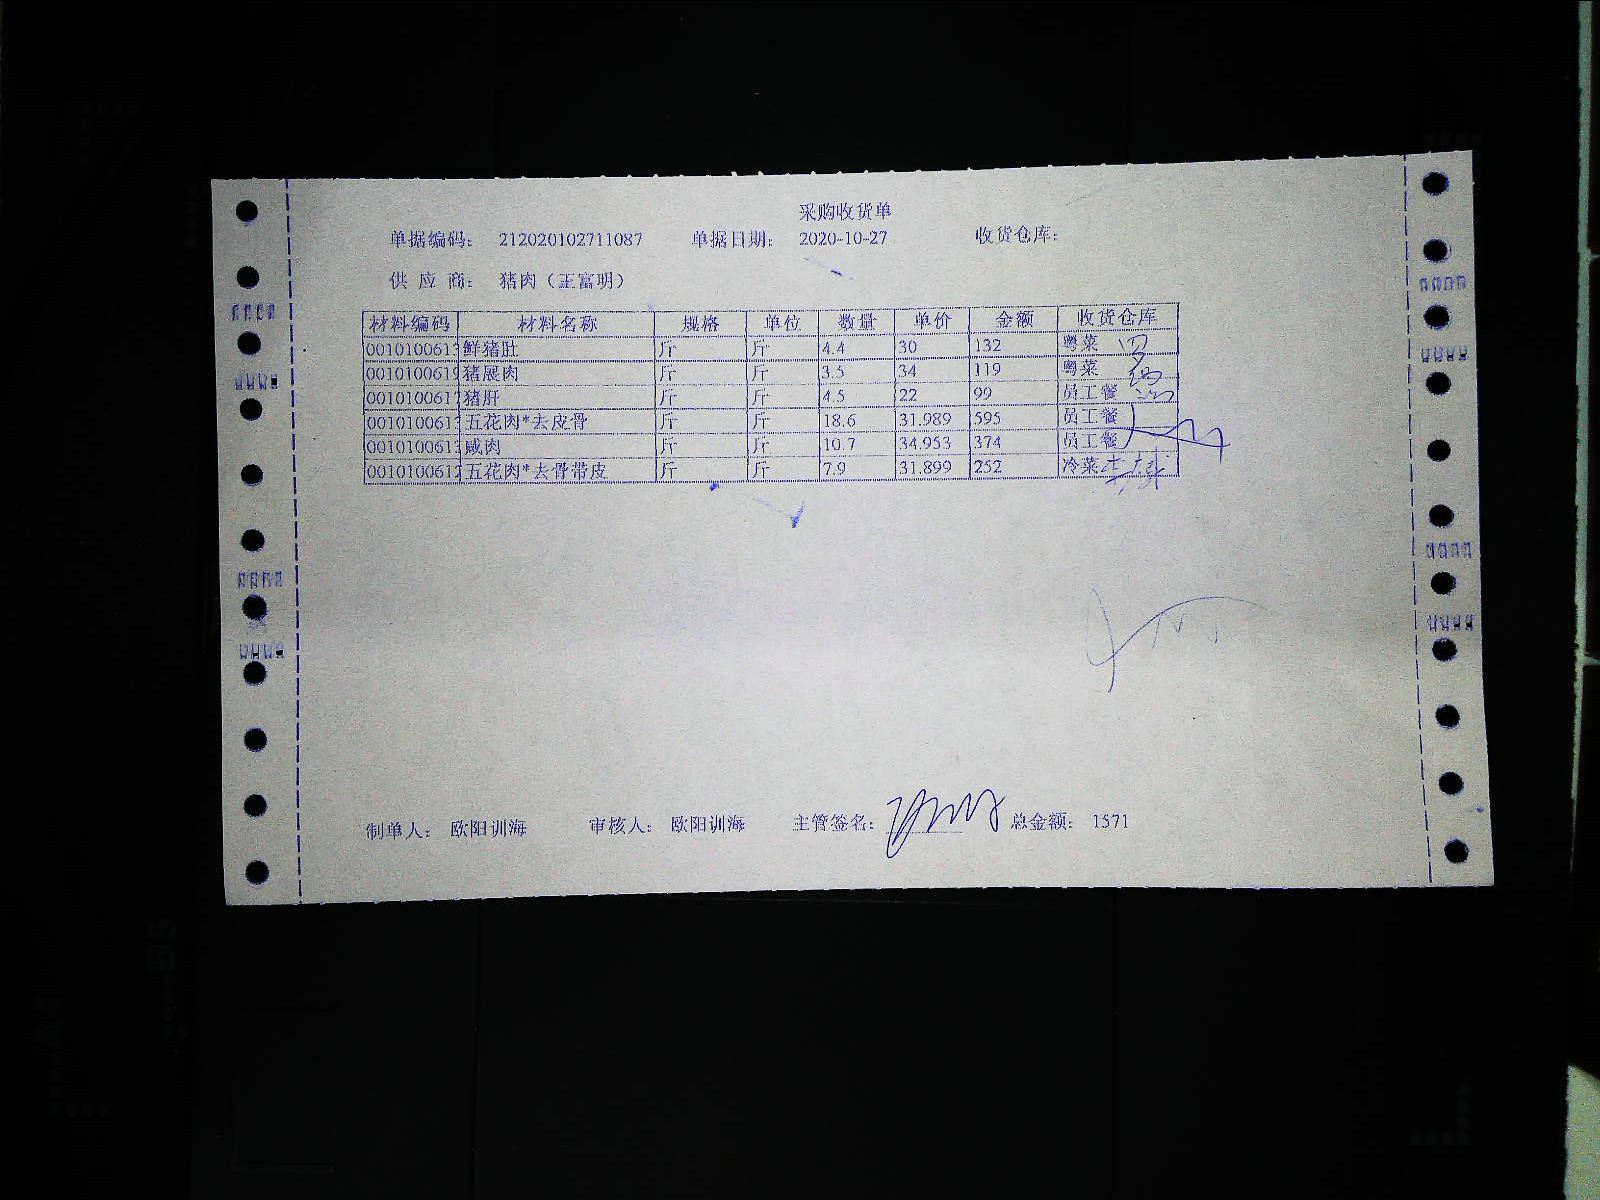 采购收货单
单据编码： 212020102711087 单据日期： 2020-10-27 收货仓库：
供 应 商： 猪肉（王富明）
材料编码 材料名称 规格 单位 数量 单价 金额 收货仓库
0010100613 鲜猪肚 斤 斤 4.4 30 132 粤菜
0010100619 猪展肉 斤 斤 3.5 34 119 粤菜
0010100617 猪肝 斤 斤 4.5 22 99 员工餐
0010100613 五花肉*去皮骨 斤 斤 18.6 31.989 595 员工餐
0010100613 咸肉 斤 斤 10.7 34.953 374 员工餐
0010100612 五花肉*去骨带皮 斤 斤 7.9 31.899 252 冷菜
制单人： 欧阳训海 审核人： 欧阳训海 主管签名： 总金额： 1571